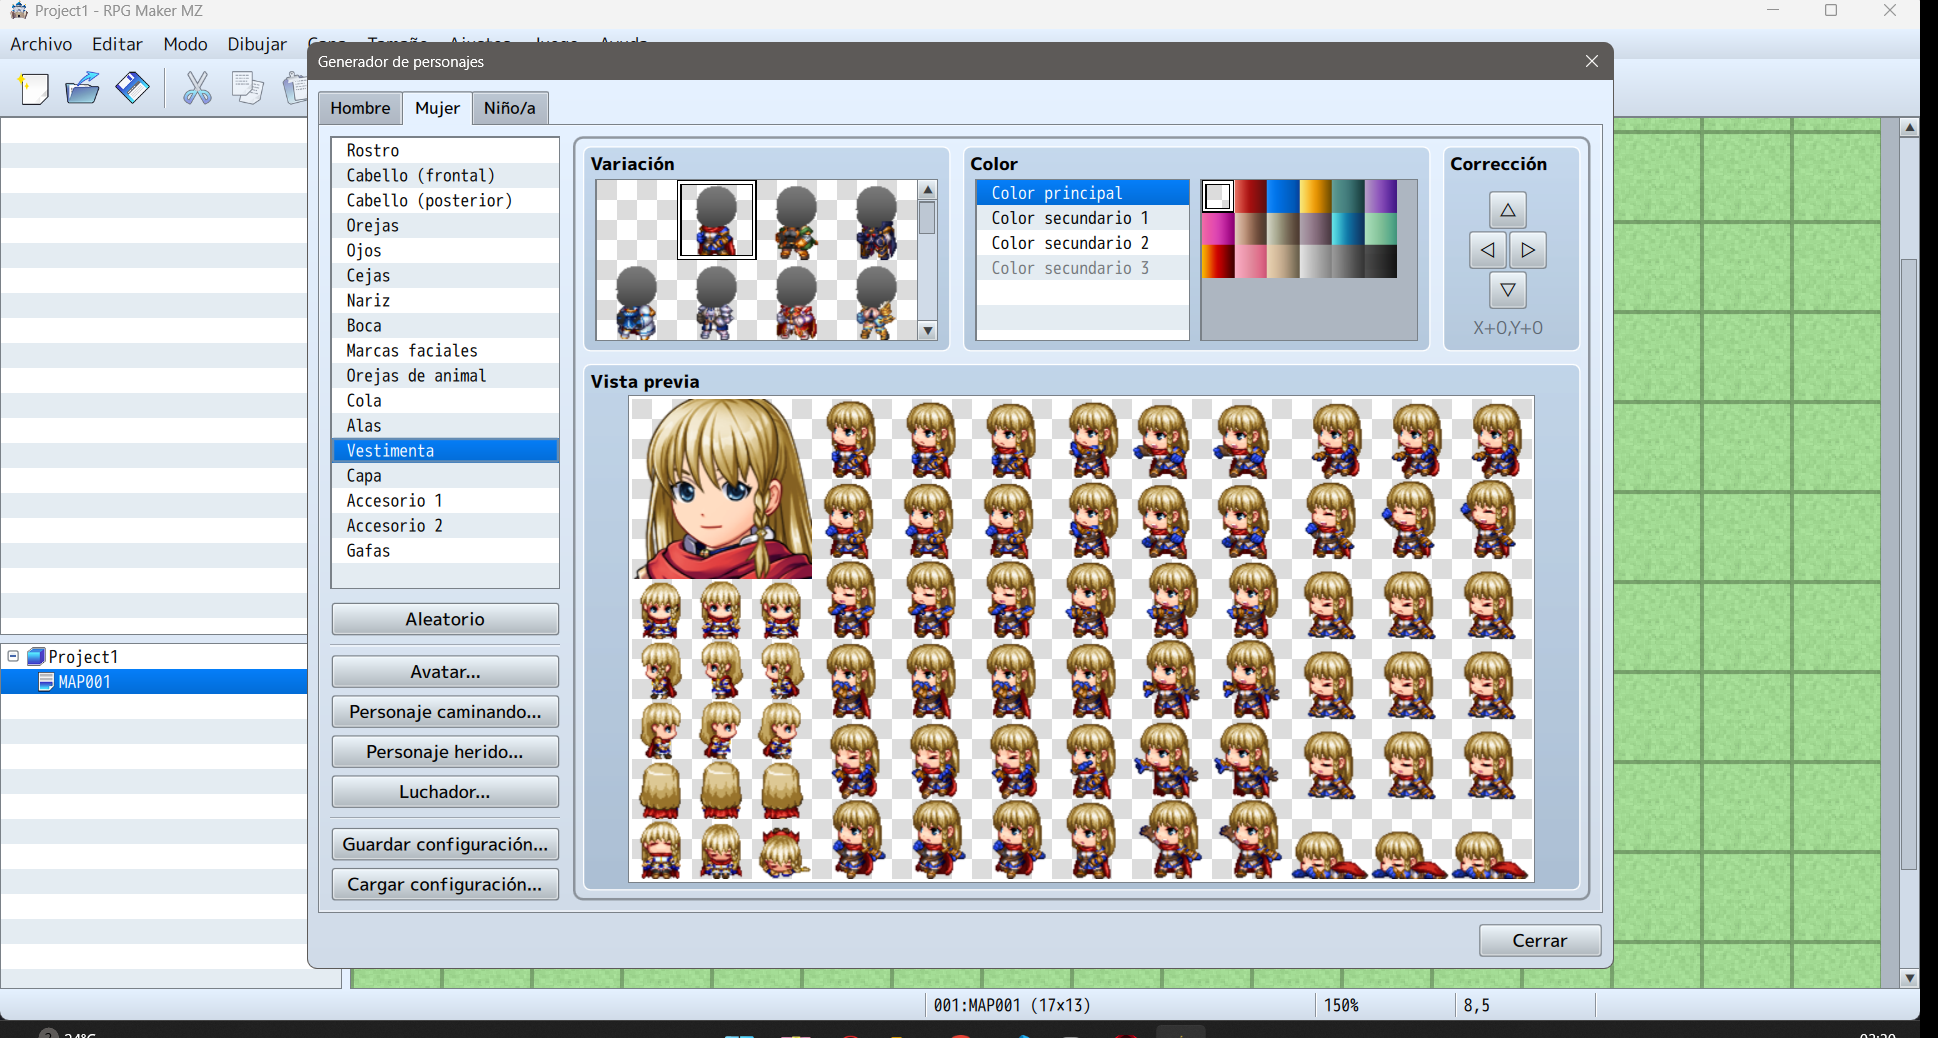 Project1 - RPG Maker MZ
Archivo Editar Modo Dibujar
Generador de personajes
Hombre Mujer Niño/a
Rostro
Cabello (frontal)
Cabello (posterior)
Orejas
Ojos
Cejas
Nariz
Boca
Marcas faciales
Orejas de animal
Cola
Alas
Vestimenta
Capa
Accesorio 1
Accesorio 2
Gafas
Aleatorio
Avatar...
Personaje caminando...
Personaje herido...
Luchador...
Guardar configuración...
Cargar configuración...
Variación
Color
Color principal
Color secundario 1
Color secundario 2
Color secundario 3
Corrección
X+0,Y+0
Vista previa
Cerrar
Project1
MAP001
001:MAP001 (17×13) 150% 8,5